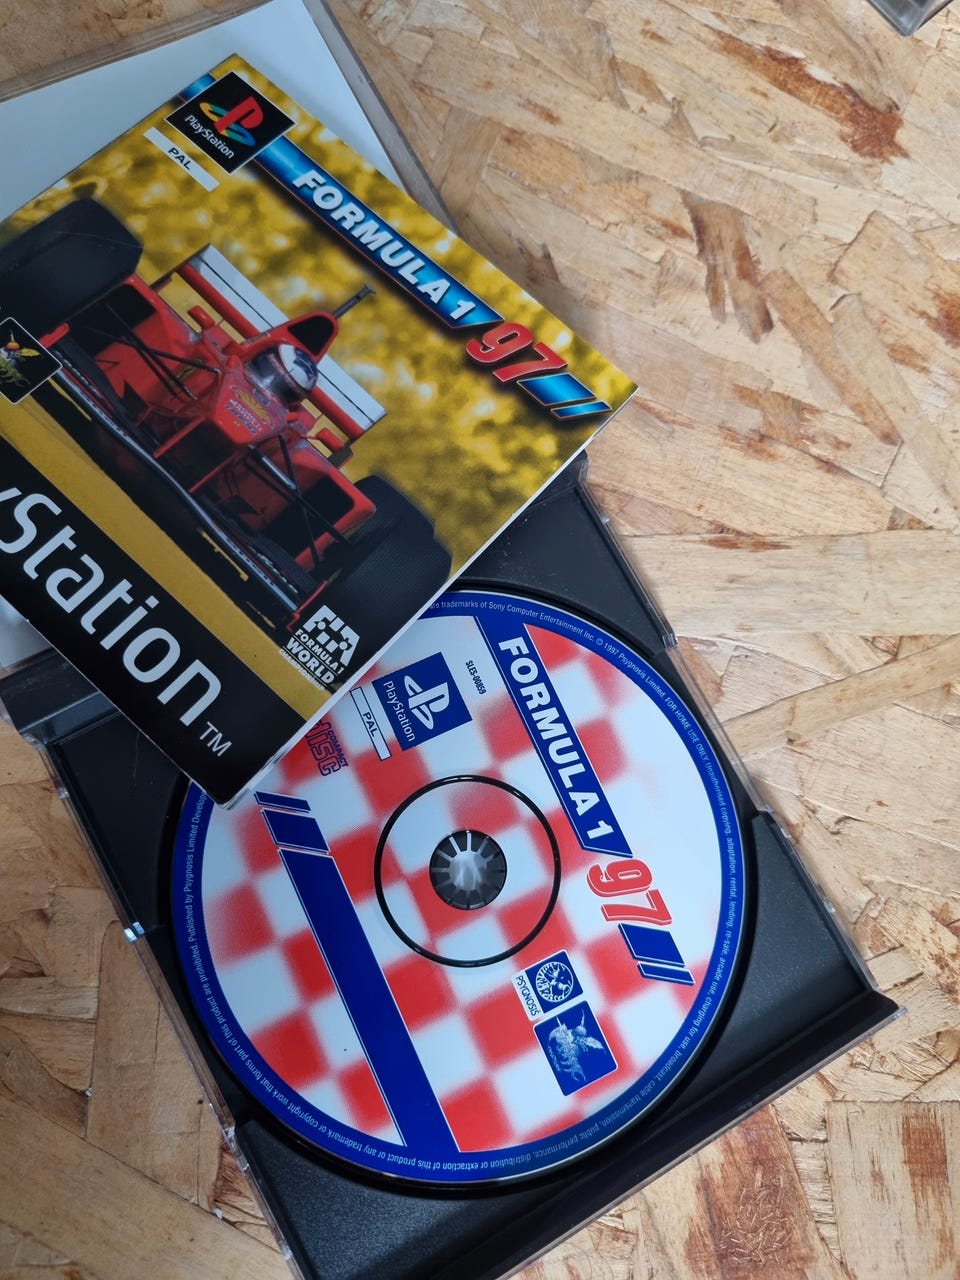 PlayStation
PAL
FORMULA 1
97
FORMULA 1
WORLD
Station™
are trademarks of Sony Computer Entertainment Inc. © 1997 Psygnosis Limited. FOR HOME USE ONLY. Unauthorised copying, adaptation, rental, lending, re-sale, arcade use, charging for use, broadcast, cable transmission, public performance, distribution or extraction of this product or any trademark or copyright work that forms part of this product are prohibited. Published by Psygnosis Limited.
SLES-00859
PlayStation
PAL
COMPACT
disc
FORMULA 1
97
PSYGNOSIS